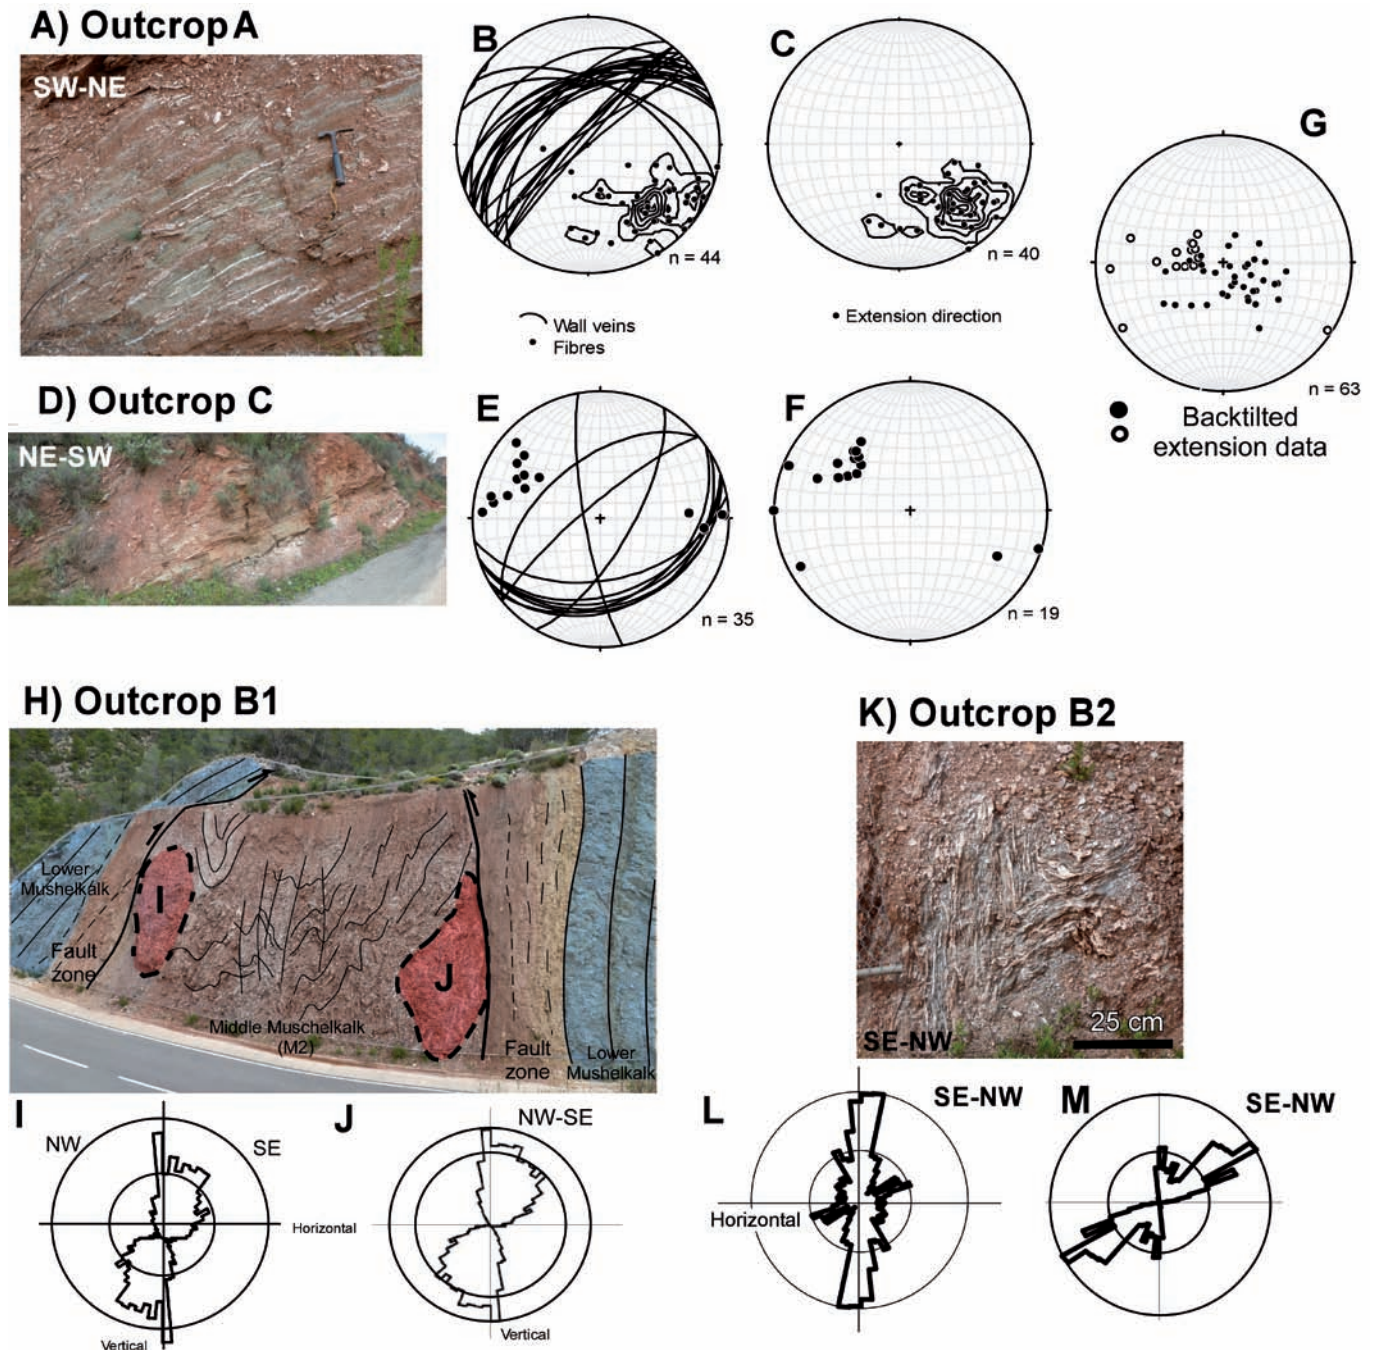 A) Outcrop A
SW-NE
B
n = 44
Wall veins
Fibres
C
n = 40
Extension direction
G
n = 63
Backtilted
extension data
D) Outcrop C
NE-SW
E
n = 35
F
n = 19
H) Outcrop B1
Lower
Mushelkalk
Fault
zone
I
J
Middle Muschelkalk
(M2)
Fault
zone
Lower
Mushelkalk
K) Outcrop B2
25 cm
SE-NW
I
NW
SE
Horizontal
Vertical
J
NW-SE
Vertical
L
SE-NW
Horizontal
M
SE-NW